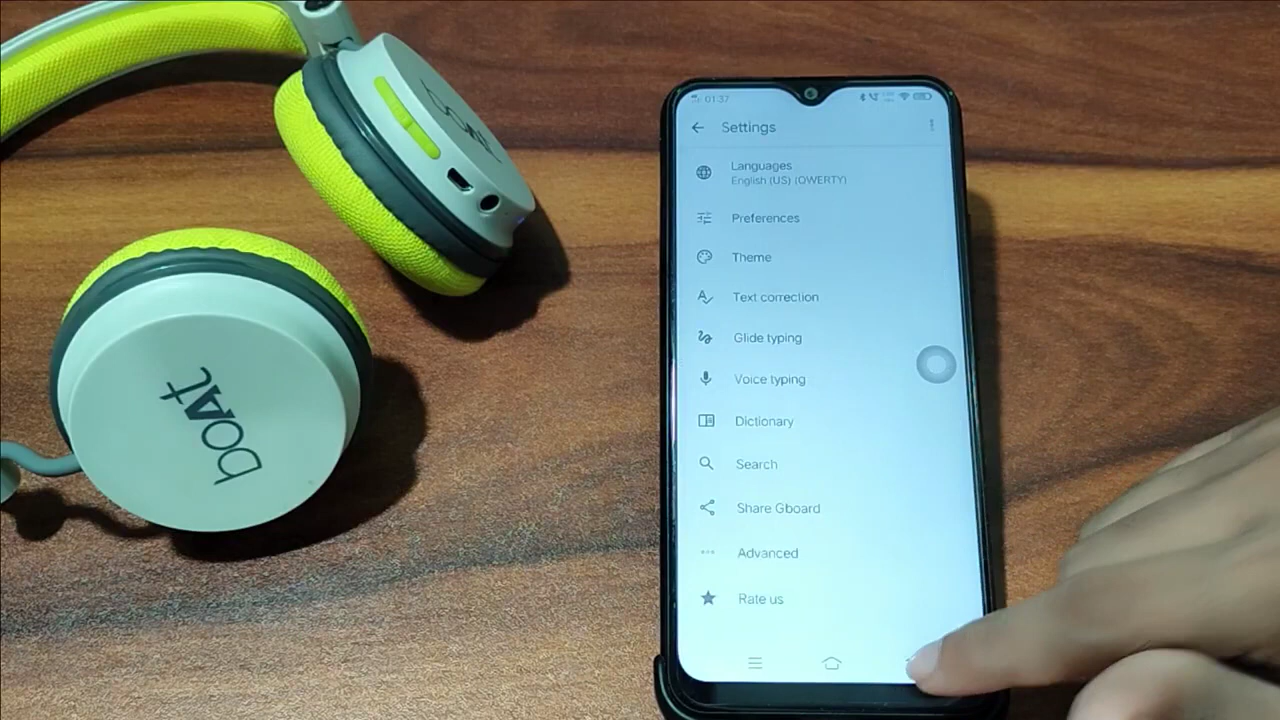 boAt
boAt
01:37
Settings
Languages
English (US) (QWERTY)
Preferences
Theme
Text correction
Glide typing
Voice typing
Dictionary
Search
Share Gboard
Advanced
Rate us